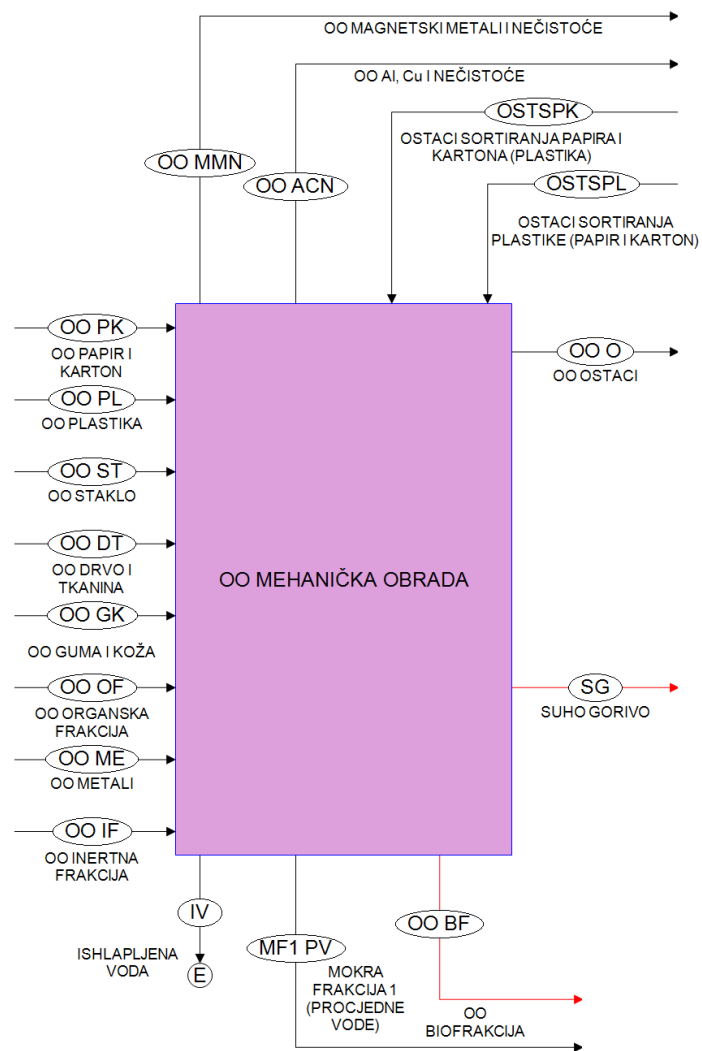 OO MAGNETSKI METALI I NEČISTOĆE
OO Al, Cu I NEČISTOĆE
OSTSPK
OSTACI SORTIRANJA PAPIRA I
KARTONA (PLASTIKA)
OO MMN
OO ACN
OSTSPL
OSTACI SORTIRANJA
PLASTIKE (PAPIR I KARTON)
OO PK
OO PAPIR I
KARTON
OO O
OO OSTACI
OO PL
OO PLASTIKA
OO ST
OO STAKLO
OO DT
OO DRVO I
TKANINA
OO MEHANIČKA OBRADA
OO GK
OO GUMA I KOŽA
OO OF
OO ORGANSKA
FRAKCIJA
SG
SUHO GORIVO
OO ME
OO METALI
OO IF
OO INERTNA
FRAKCIJA
IV
ISHLAPLJENA
VODA
E
MF1 PV
MOKRA
FRAKCIJA 1
(PROCJEDNE
VODE)
OO BF
OO
BIOFRAKCIJA